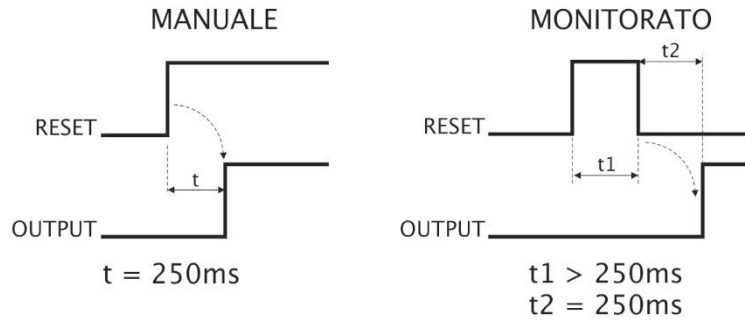 MANUALE
RESET
t
OUTPUT
t = 250ms
MONITORATO
t2
RESET
t1
OUTPUT
t1 > 250ms
t2 = 250ms